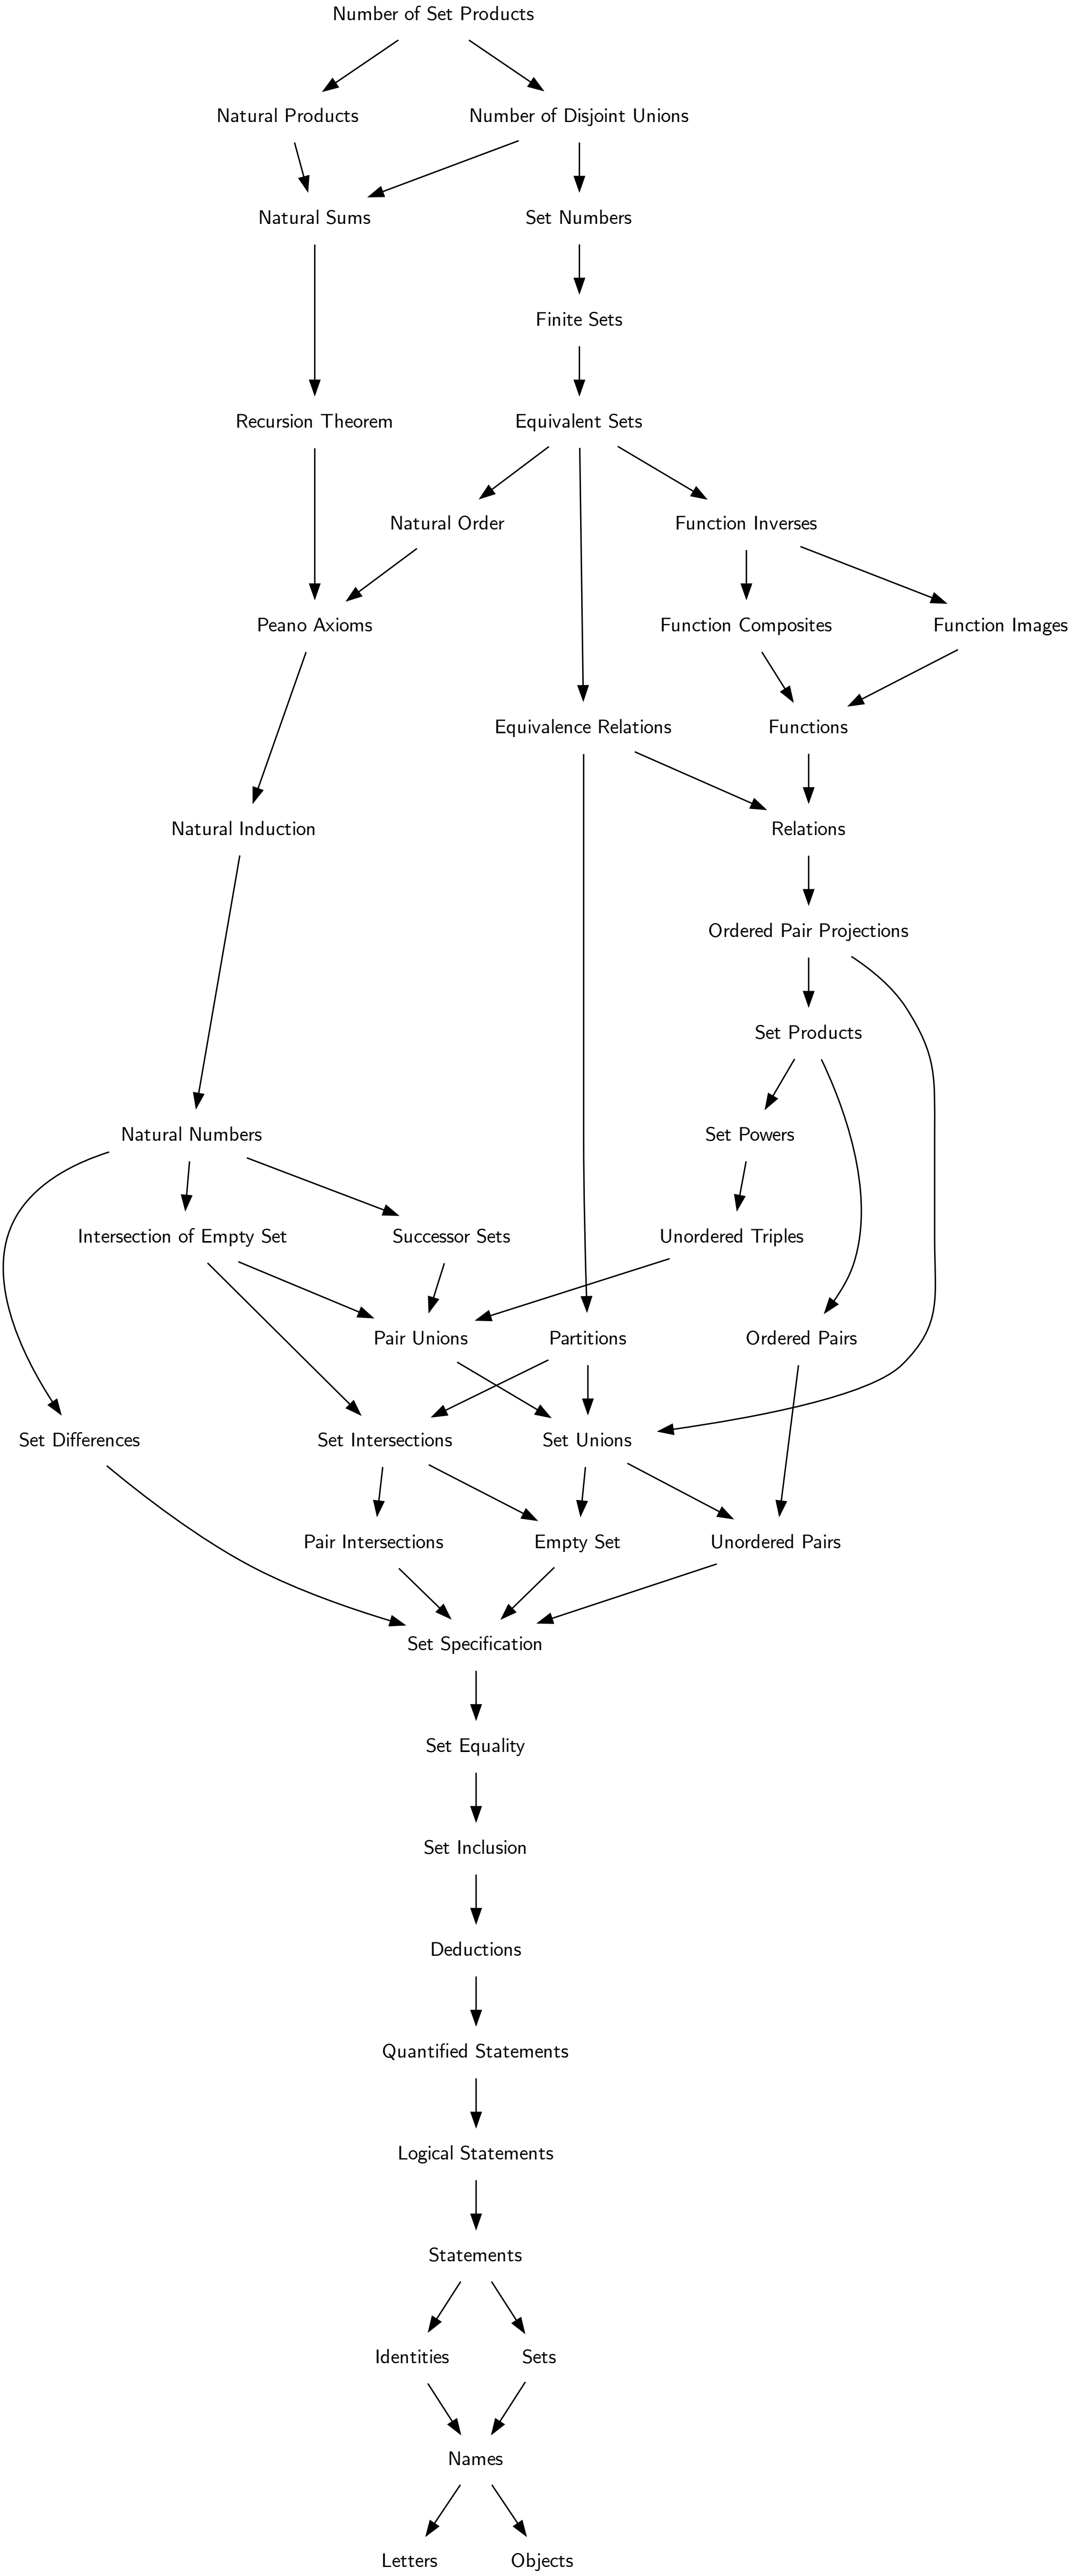 Number of Set Products
Natural Products
Number of Disjoint Unions
Natural Sums
Set Numbers
Finite Sets
Recursion Theorem
Equivalent Sets
Natural Order
Function Inverses
Peano Axioms
Function Composites
Function Images
Equivalence Relations
Functions
Natural Induction
Relations
Ordered Pair Projections
Set Products
Natural Numbers
Set Powers
Intersection of Empty Set
Successor Sets
Unordered Triples
Pair Unions
Partitions
Ordered Pairs
Set Differences
Set Intersections
Set Unions
Pair Intersections
Empty Set
Unordered Pairs
Set Specification
Set Equality
Set Inclusion
Deductions
Quantified Statements
Logical Statements
Statements
Identities
Sets
Names
Letters
Objects